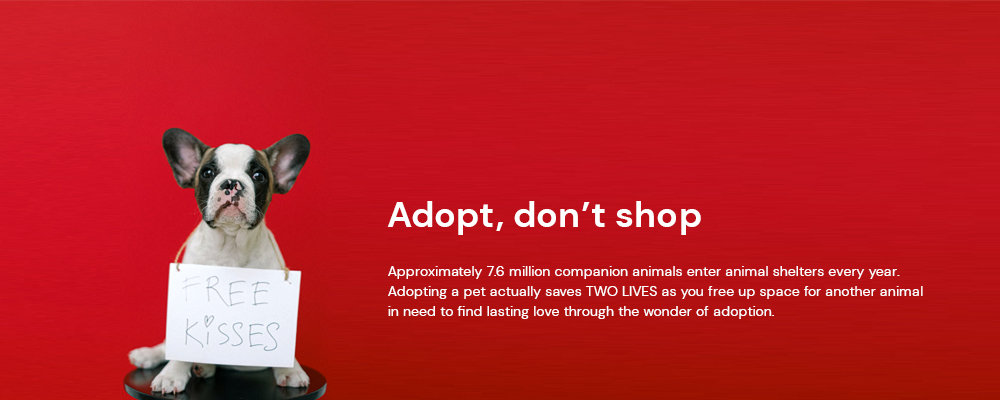 FREE
KISSES
Adopt, don’t shop
Approximately 7.6 million companion animals enter animal shelters every year.
Adopting a pet actually saves TWO LIVES as you free up space for another animal
in need to find lasting love through the wonder of adoption.